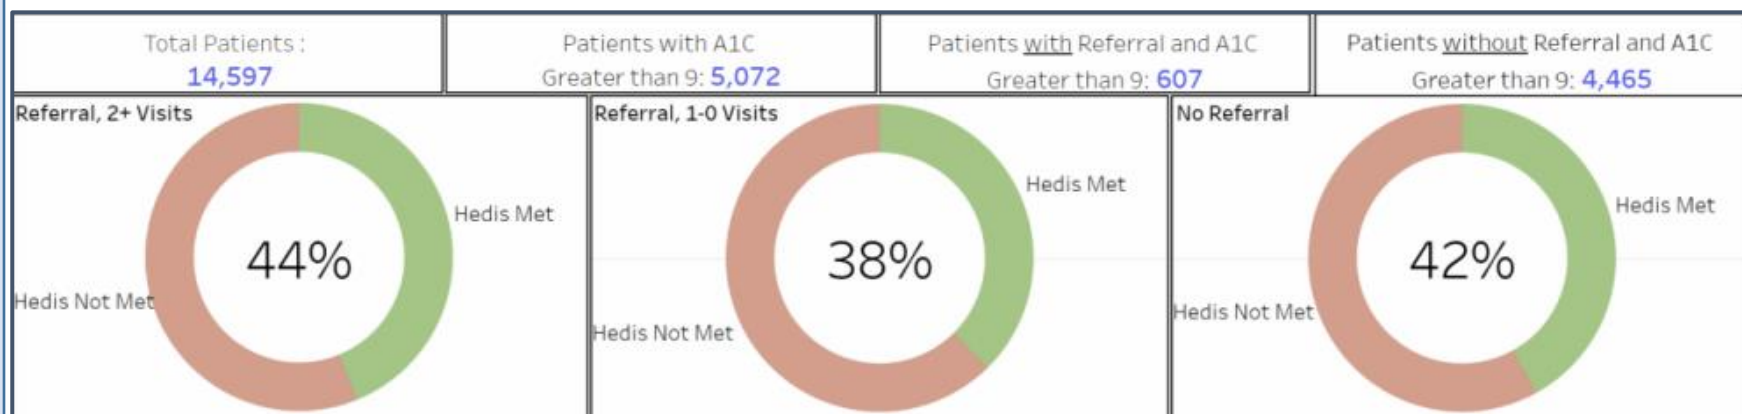 Total Patients :
14,597
Patients with A1C
Greater than 9: 5,072
Patients with Referral and A1C
Greater than 9: 607
Patients without Referral and A1C
Greater than 9: 4,465
Referral, 2+ Visits
Hedis Met
44%
Hedis Not Met
Referral, 1-0 Visits
Hedis Met
38%
Hedis Not Met
No Referral
Hedis Met
42%
Hedis Not Met